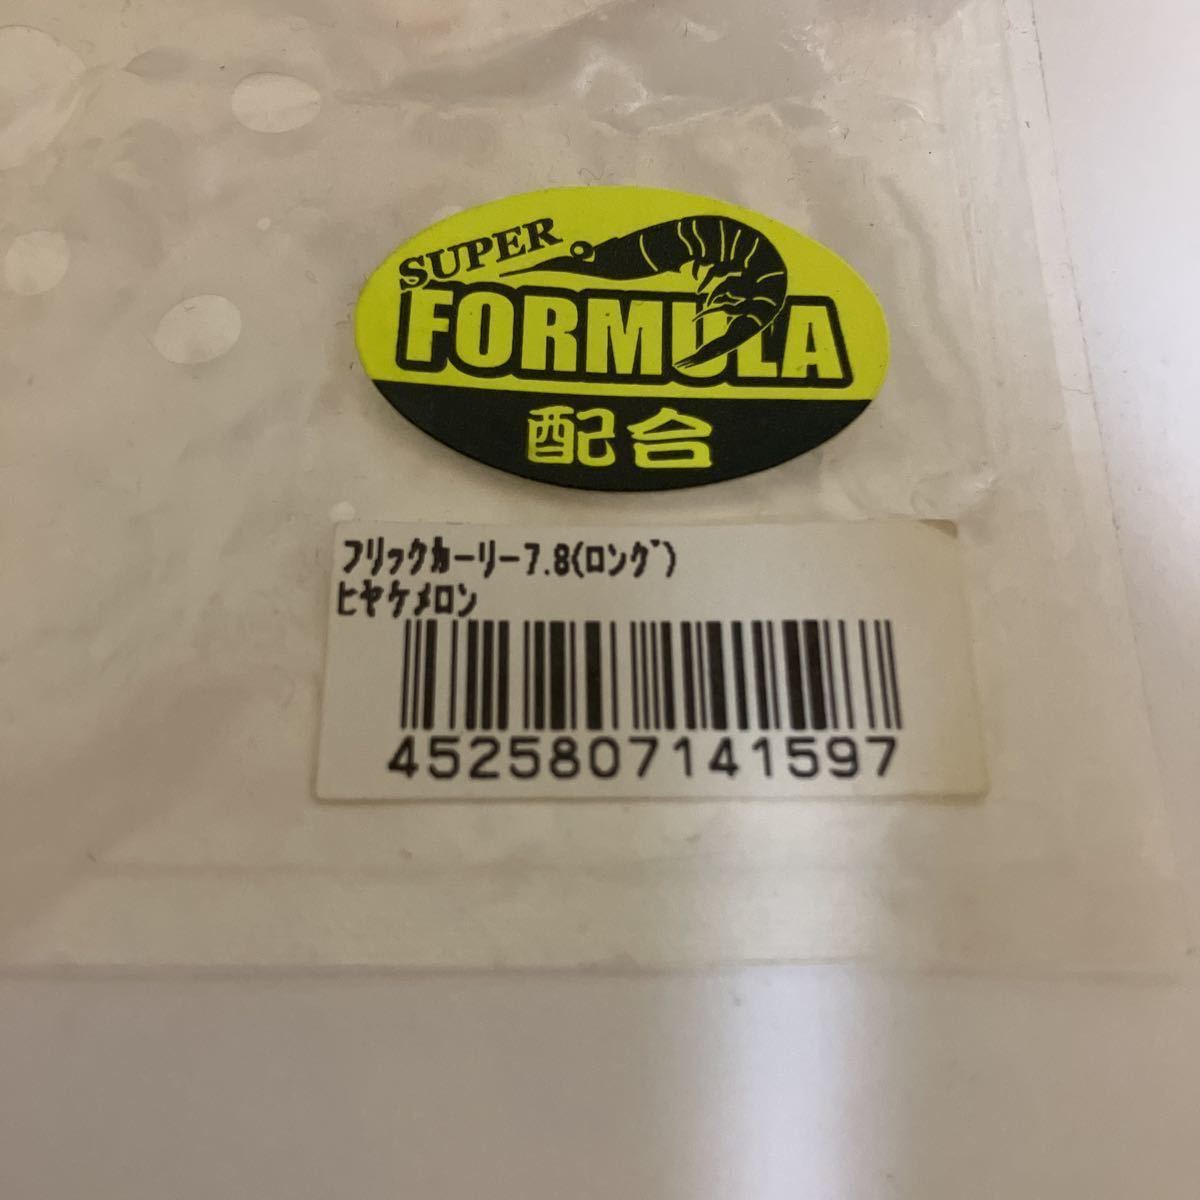 SUPER
FORMULA
配合
フリックカーリー7.8(ロング)
ヒヤケメロン
4525807141597